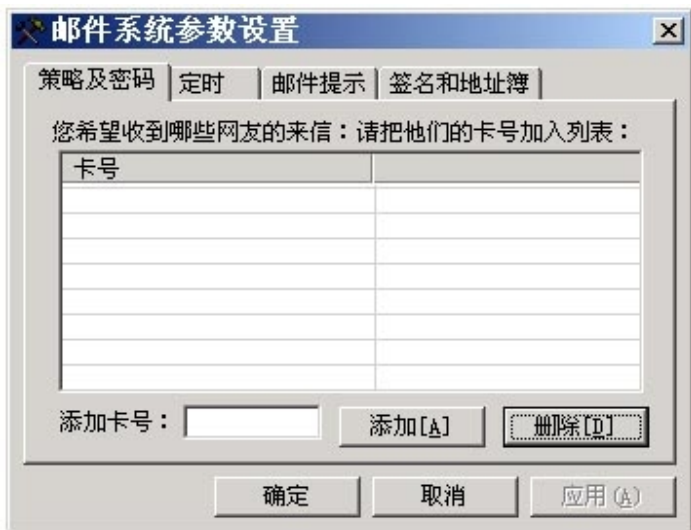 邮件系统参数设置
策略及密码 定时 邮件提示 签名和地址簿
您希望收到哪些网友的来信：请把他们的卡号加入列表：
卡号
添加卡号： 添加[A] 删除[D]
确定 取消 应用(A)